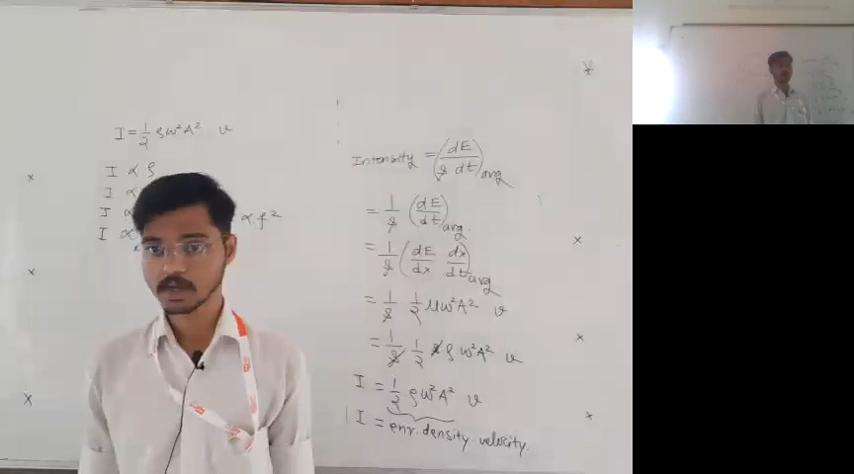 I = 1/2 ρω²A² v
I ∝ ρ
I ∝
I ∝
I ∝
∝ f²
Intensity = (dE / s dt)avg
= 1/s (dE/dt)avg.
= 1/s (dE/dx dx/dt)avg
= 1/s 1/2 μω²A² v
= 1/s 1/2 s ρ ω²A² v
I = 1/2 ρω²A² v
I = enr. density velocity.